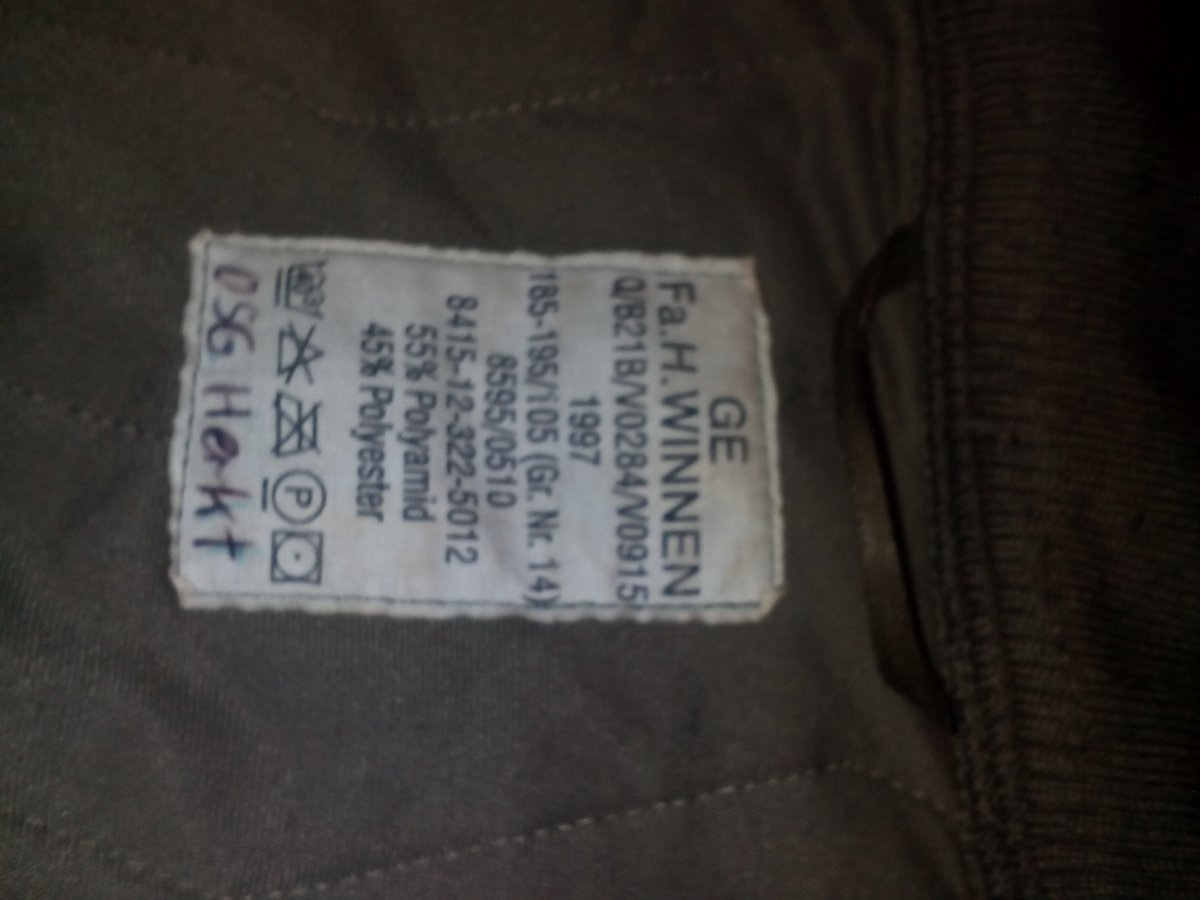 GE
Fa.H.WINNEN
Q/B21B/V0284/V0915
1997
185-195/105 (Gr. Nr. 14)
8595/0510
8415-12-322-5012
55% Polyamid
45% Polyester
P
OSG Herkt